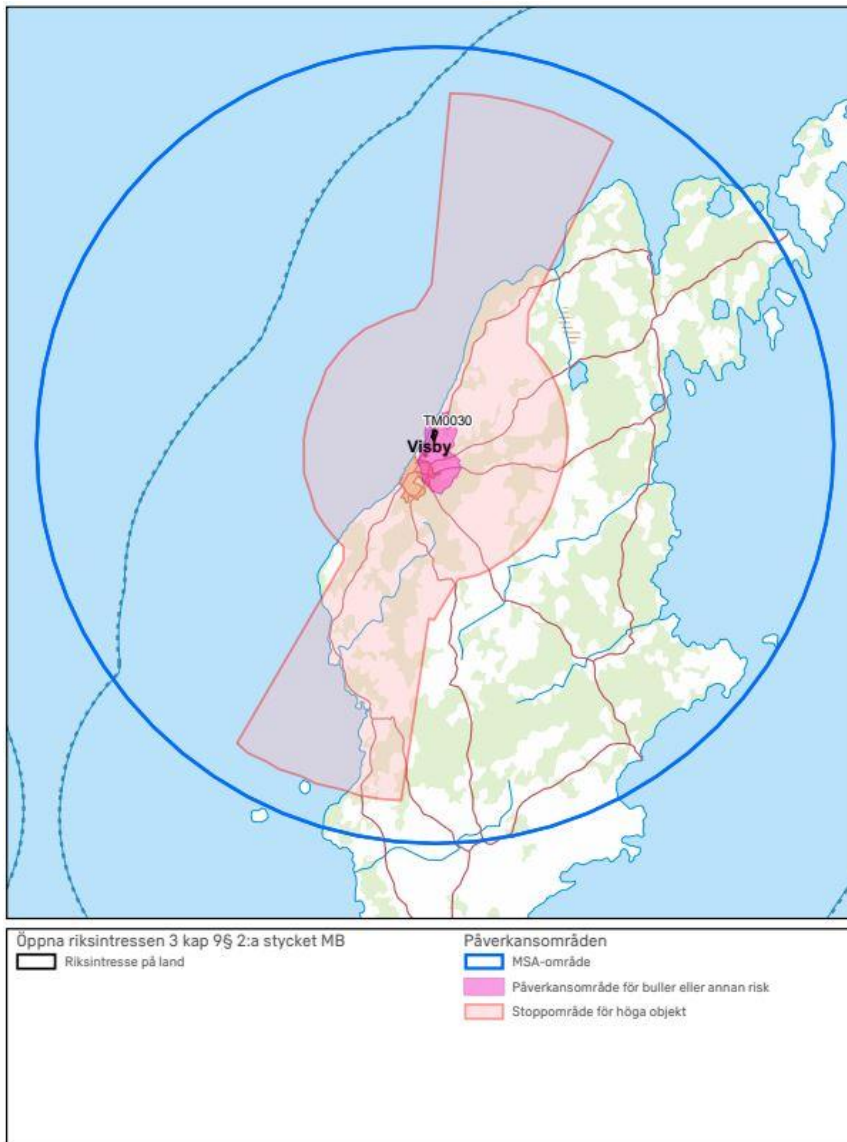 TM0030
Visby
Öppna riksintressen 3 kap 9§ 2:a stycket MB
Riksintresse på land
Påverkansområden
MSA-område
Påverkansområde för buller eller annan risk
Stoppområde för höga objekt